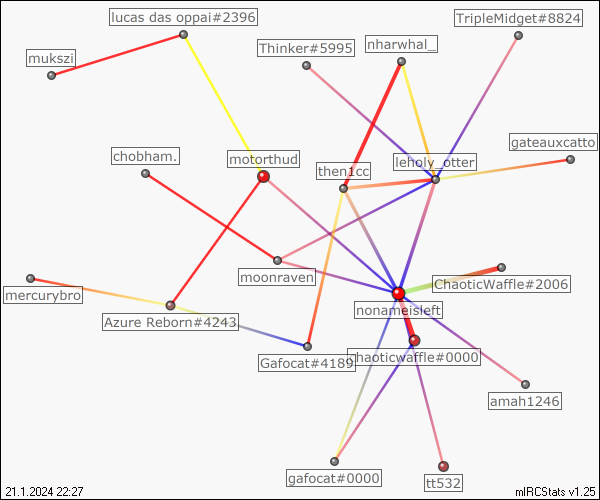 lucas das oppai#2396
TripleMidget#8824
nharwhal_
Thinker#5995
mukszi
gateauxcatto
chobham.
motorthud
leholy_otter
then1cc
moonraven
ChaoticWaffle#2006
mercurybro
nonameisleft
Azure Reborn#4243
Gafocat#4189
chaoticwaffle#0000
amah1246
gafocat#0000
tt532
21.1.2024 22:27
mIRCStats v1.25